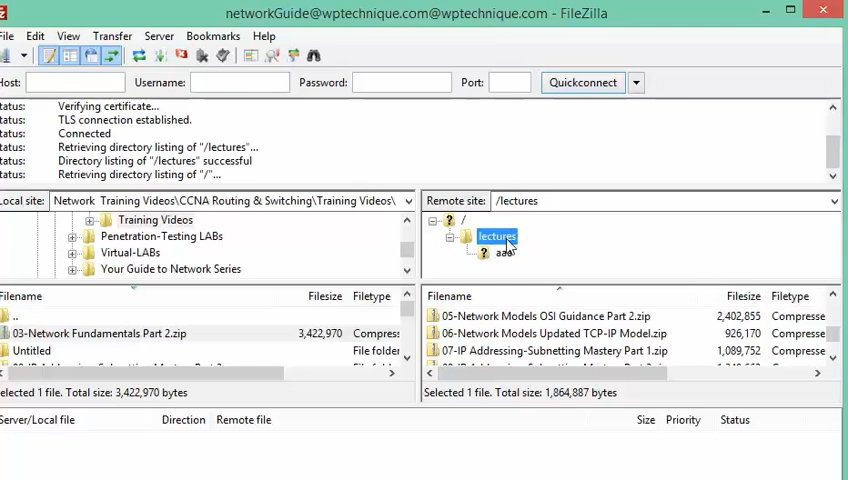 networkGuide@wptechnique.com@wptechnique.com - FileZilla
File Edit View Transfer Server Bookmarks Help
Host: Username: Password: Port: Quickconnect
Status: Verifying certificate...
Status: TLS connection established.
Status: Connected
Status: Retrieving directory listing of "/lectures"...
Status: Directory listing of "/lectures" successful
Status: Retrieving directory listing of "/"...
Local site: Network Training Videos\CCNA Routing & Switching\Training Videos\
Training Videos
Penetration-Testing LABs
Virtual-LABs
Your Guide to Network Series
Remote site: /lectures
/
lectures
Filename Filesize Filetype
..
03-Network Fundamentals Part 2.zip 3,422,970 Compress
Untitled File folder
Selected 1 file. Total size: 3,422,970 bytes
Filename Filesize Filetype
05-Network Models OSI Guidance Part 2.zip 2,402,855 Compresse
06-Network Models Updated TCP-IP Model.zip 926,170 Compresse
07-IP Addressing-Subnetting Mastery Part 1.zip 1,089,752 Compresse
Selected 1 file. Total size: 1,864,887 bytes
Server/Local file Direction Remote file Size Priority Status